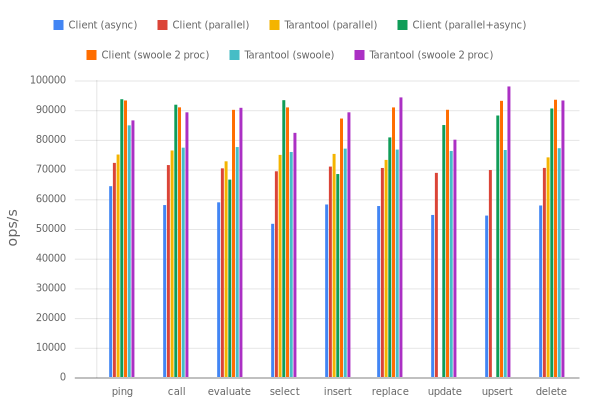 Client (async) Client (parallel) Tarantool (parallel) Client (parallel+async)
Client (swoole 2 proc) Tarantool (swoole) Tarantool (swoole 2 proc)
100000
90000
80000
70000
60000
50000
40000
30000
20000
10000
0
ops/s
ping call evaluate select insert replace update upsert delete